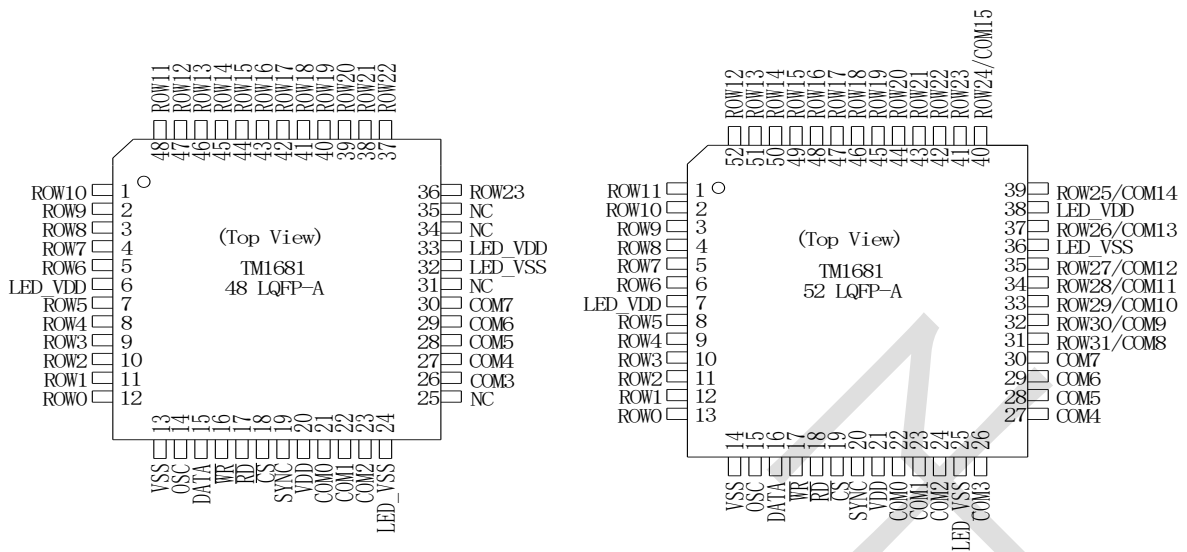 ROW11
ROW12
ROW13
ROW14
ROW15
ROW16
ROW17
ROW18
ROW19
ROW20
ROW21
ROW22
48
47
46
45
44
43
42
41
40
39
38
37
ROW10 1
ROW9 2
ROW8 3
ROW7 4
ROW6 5
LED_VDD 6
ROW5 7
ROW4 8
ROW3 9
ROW2 10
ROW1 11
ROW0 12
(Top View)
TM1681
48 LQFP-A
36 ROW23
35 NC
34 NC
33 LED_VDD
32 LED_VSS
31 NC
30 COM7
29 COM6
28 COM5
27 COM4
26 COM3
25 NC
13
14
15
16
17
18
19
20
21
22
23
24
VSS
OSC
DATA
WR
RD
CS
SYNC
VDD
COM0
COM1
COM2
LED_VSS
ROW12
ROW13
ROW14
ROW15
ROW16
ROW17
ROW18
ROW19
ROW20
ROW21
ROW22
ROW23
ROW24/COM15
52
51
50
49
48
47
46
45
44
43
42
41
40
ROW11 1
ROW10 2
ROW9 3
ROW8 4
ROW7 5
ROW6 6
LED_VDD 7
ROW5 8
ROW4 9
ROW3 10
ROW2 11
ROW1 12
ROW0 13
(Top View)
TM1681
52 LQFP-A
39 ROW25/COM14
38 LED_VDD
37 ROW26/COM13
36 LED_VSS
35 ROW27/COM12
34 ROW28/COM11
33 ROW29/COM10
32 ROW30/COM9
31 ROW31/COM8
30 COM7
29 COM6
28 COM5
27 COM4
14
15
16
17
18
19
20
21
22
23
24
25
26
VSS
OSC
DATA
WR
RD
CS
SYNC
VDD
COM0
COM1
COM2
LED_VSS
COM3